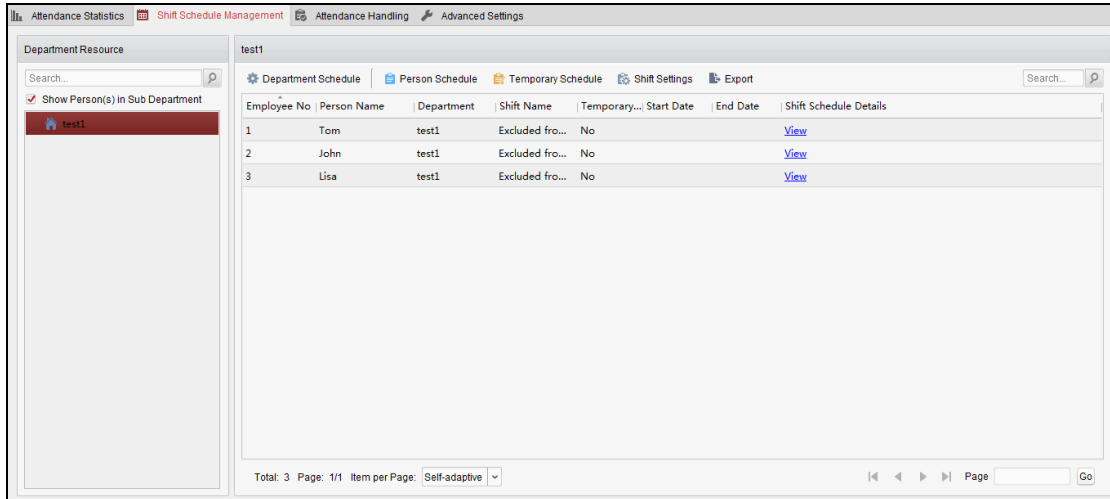 Attendance Statistics Shift Schedule Management Attendance Handling Advanced Settings
Department Resource
Search...
Show Person(s) in Sub Department
test1
test1
Department Schedule Person Schedule Temporary Schedule Shift Settings Export Search...
Employee No Person Name Department Shift Name Temporary... Start Date End Date Shift Schedule Details
1 Tom test1 Excluded fro... No View
2 John test1 Excluded fro... No View
3 Lisa test1 Excluded fro... No View
Total: 3 Page: 1/1 Item per Page: Self-adaptive Page Go